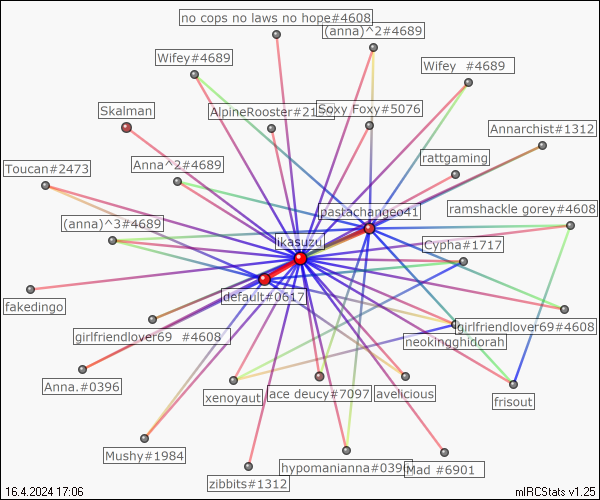 no cops no laws no hope#4608
(anna)^2#4689
Wifey#4689
Wifey #4689
Skalman
AlpineRooster#21
Soxy Foxy#5076
Annarchist#1312
Toucan#2473
Anna^2#4689
rattgaming
(anna)^3#4689
pastachangeo41
ramshackle gorey#4608
ikasuzu
Cypha#1717
fakedingo
default#0617
girlfriendlover69 #4608
girlfriendlover69#4608
neokingghidorah
Anna.#0396
xenoyaut
ace deucy#7097
avelicious
frisout
Mushy#1984
hypomanianna#0396
Mad #6901
zibbits#1312
16.4.2024 17:06
mIRCStats v1.25